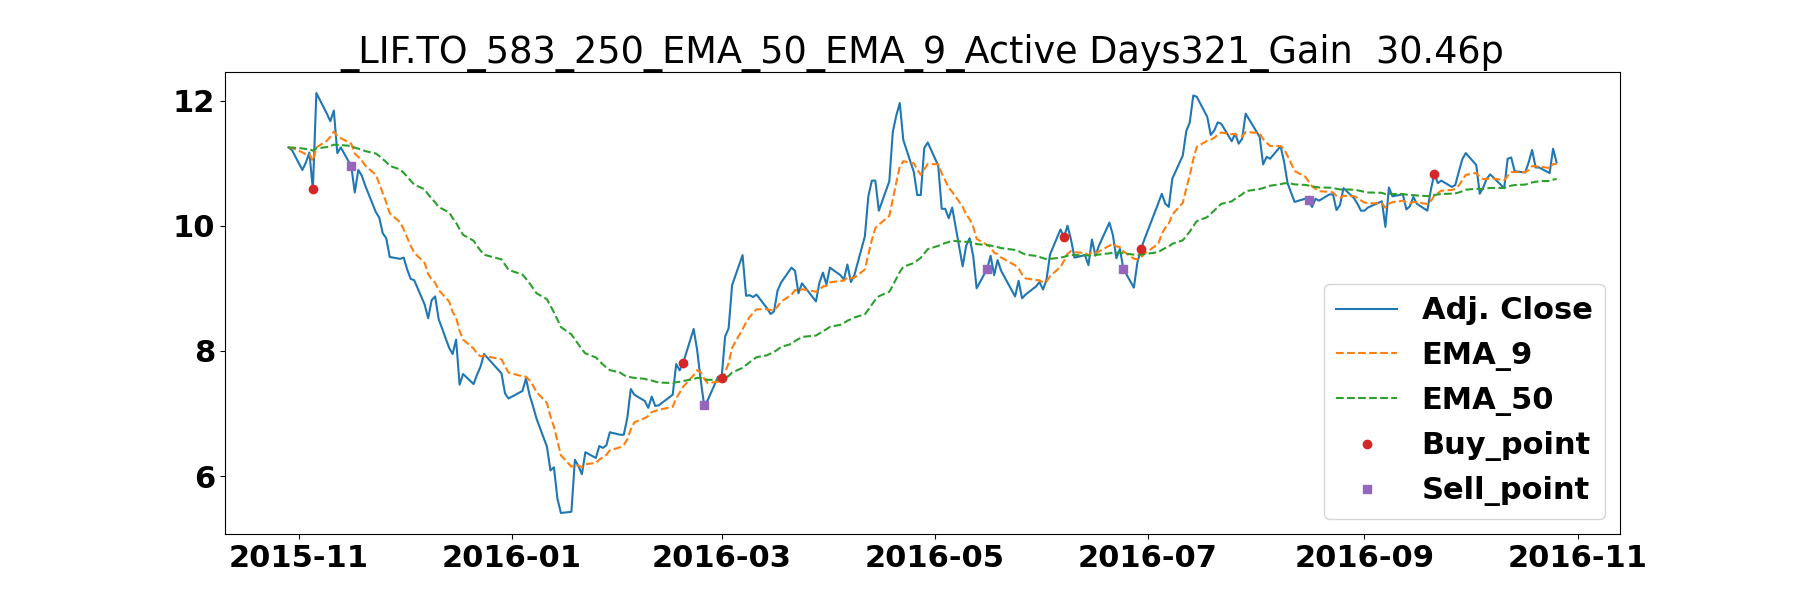 _LIF.TO_583_250_EMA_50_EMA_9_Active Days321_Gain  30.46p
12
10
8
6
Adj. Close
EMA_9
EMA_50
Buy_point
Sell_point
2015-11 2016-01 2016-03 2016-05 2016-07 2016-09 2016-11